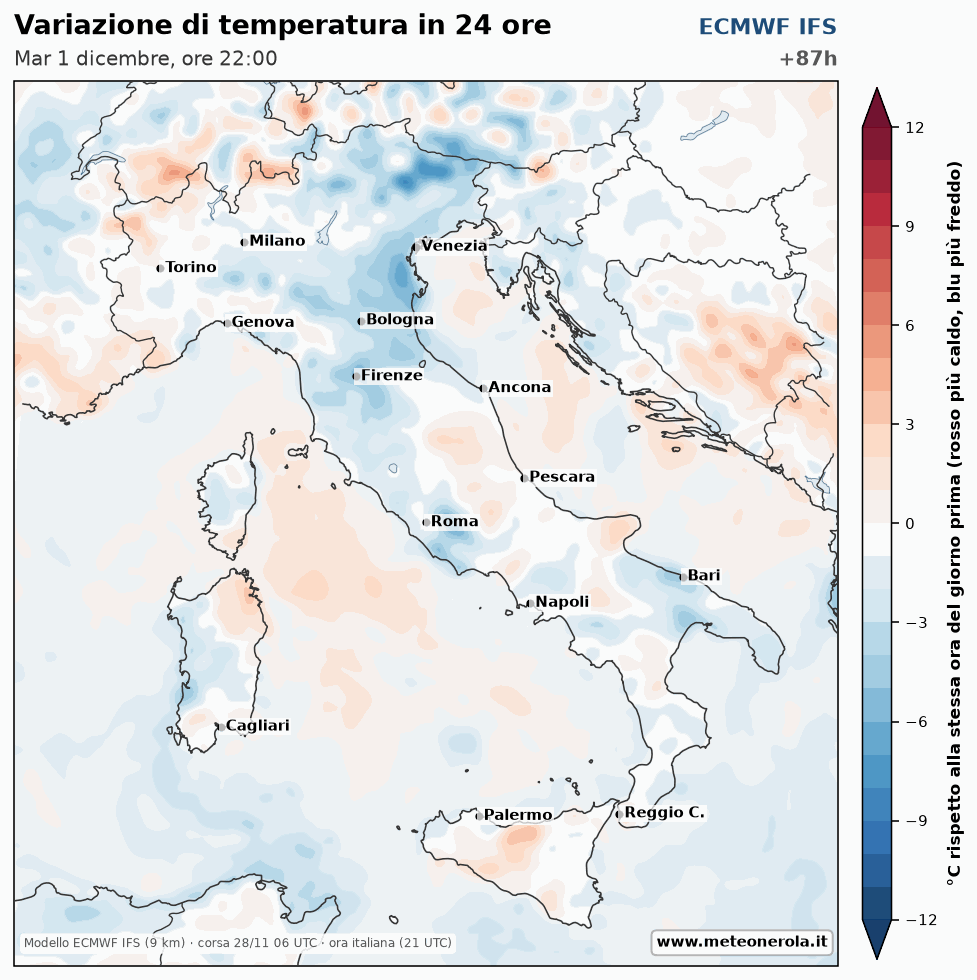 Variazione di temperatura in 24 ore
ECMWF IFS
Mar 1 dicembre, ore 22:00
+87h
Milano
Venezia
Torino
Genova
Bologna
Firenze
Ancona
Pescara
Roma
Bari
Napoli
Cagliari
Palermo
Reggio C.
12
9
6
3
0
−3
−6
−9
−12
°C rispetto alla stessa ora del giorno prima (rosso più caldo, blu più freddo)
Modello ECMWF IFS (9 km) · corsa 28/11 06 UTC · ora italiana (21 UTC)
www.meteonerola.it